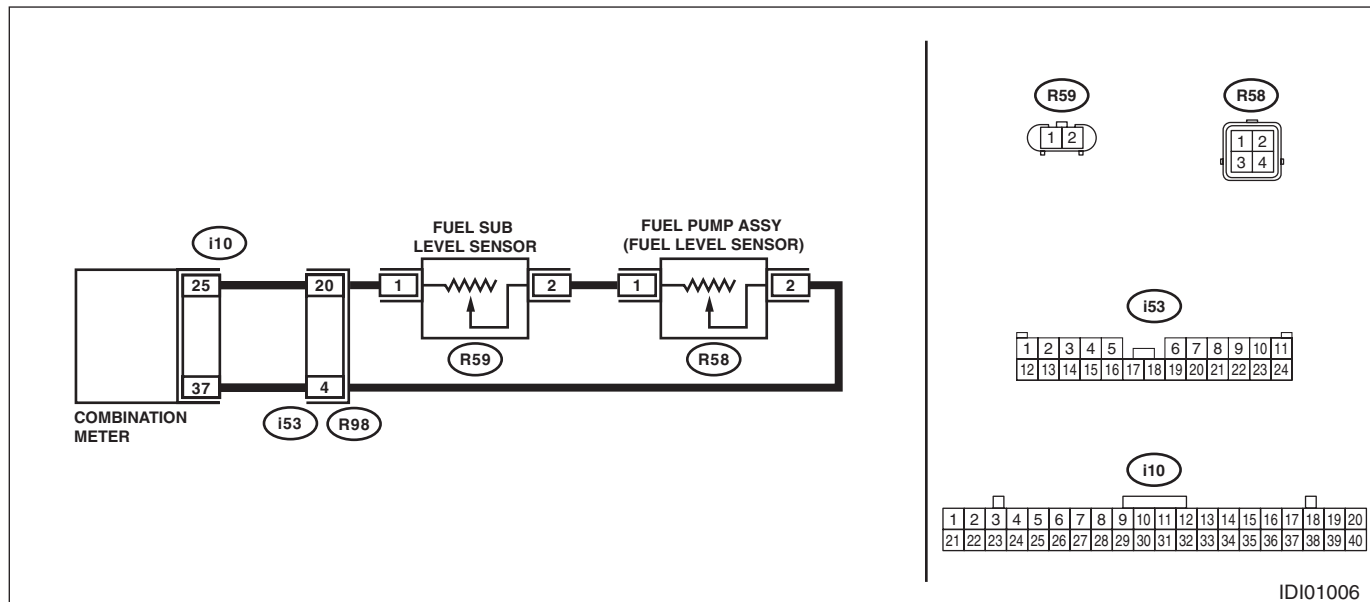 FUEL SUB
LEVEL SENSOR
FUEL PUMP ASSY
(FUEL LEVEL SENSOR)
i10
25 20 1 2 1 2
R59 R58
37 4
COMBINATION
METER
i53 R98
R59 R58
1 2
1 2
3 4
i53
1 2 3 4 5 6 7 8 9 10 11
12 13 14 15 16 17 18 19 20 21 22 23 24
i10
1 2 3 4 5 6 7 8 9 10 11 12 13 14 15 16 17 18 19 20
21 22 23 24 25 26 27 28 29 30 31 32 33 34 35 36 37 38 39 40
IDI01006